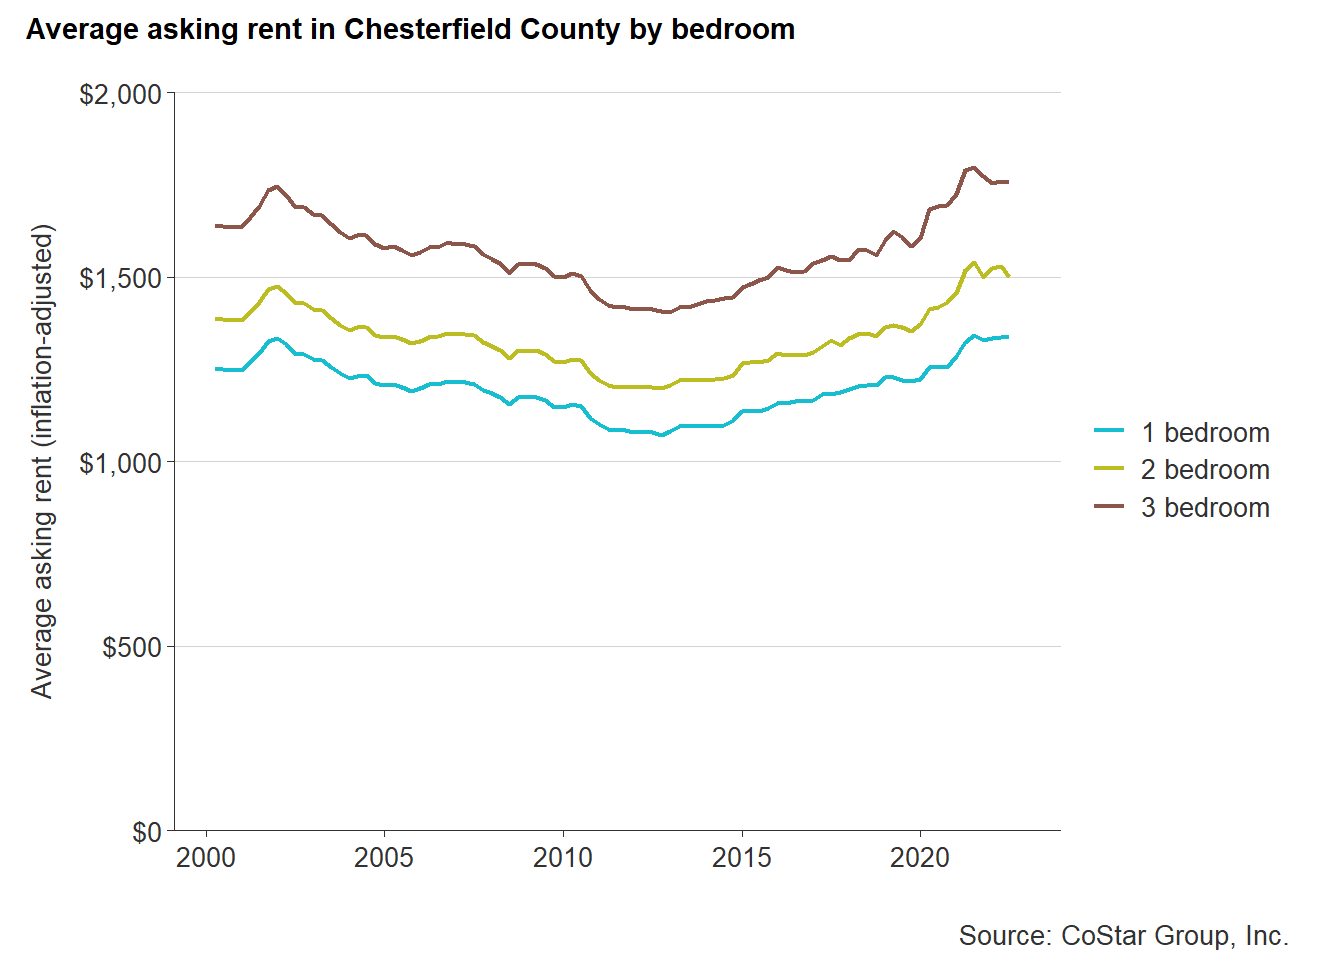 Average asking rent in Chesterfield County by bedroom
Average asking rent (inflation-adjusted)
$2,000
$1,500
$1,000
$500
$0
2000 2005 2010 2015 2020
1 bedroom
2 bedroom
3 bedroom
Source: CoStar Group, Inc.